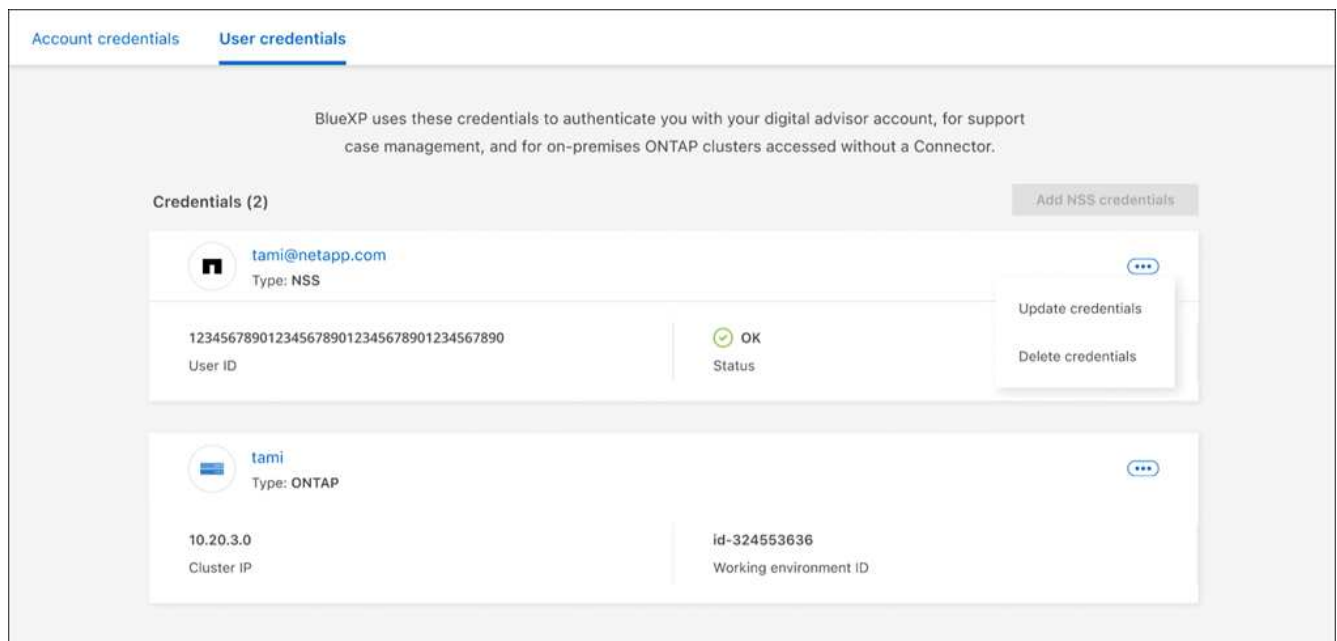 Account credentials
User credentials
BlueXP uses these credentials to authenticate you with your digital advisor account, for support
case management, and for on-premises ONTAP clusters accessed without a Connector.
Credentials (2)
Add NSS credentials
tami@netapp.com
Type: NSS
Update credentials
Delete credentials
1234567890123456789012345678901234567890
User ID
OK
Status
tami
Type: ONTAP
10.20.3.0
Cluster IP
id-324553636
Working environment ID